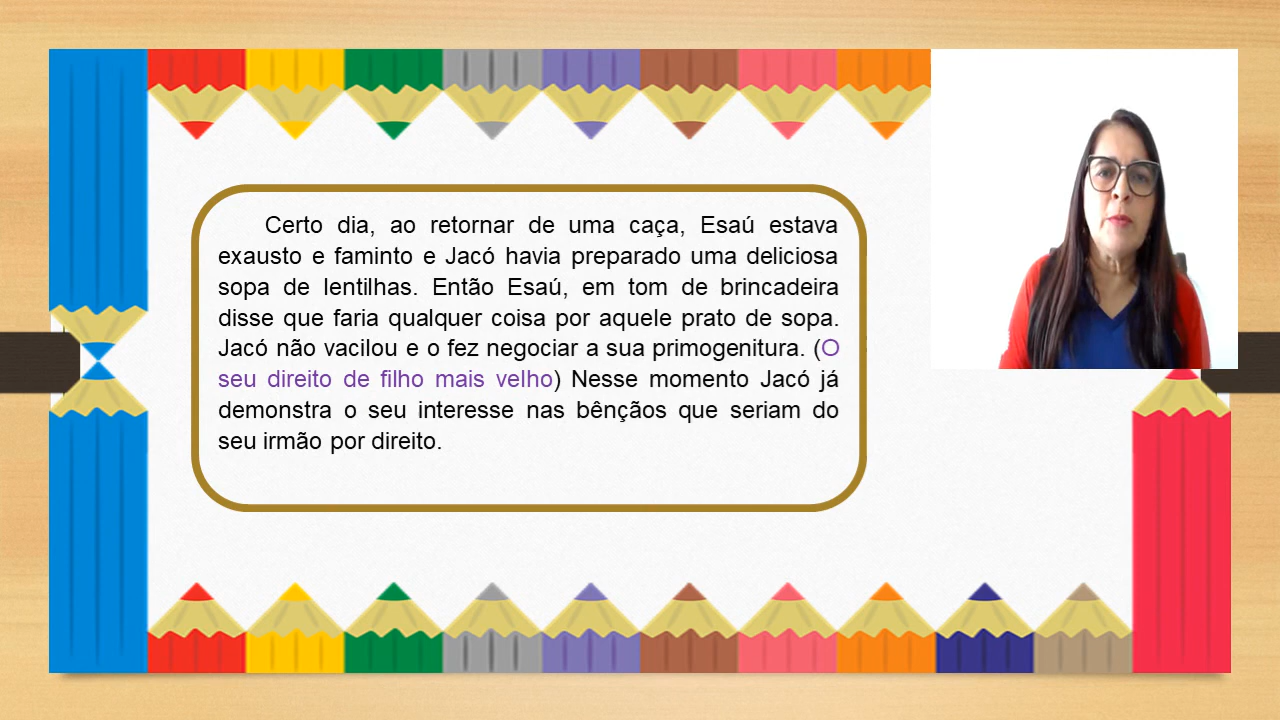 Certo dia, ao retornar de uma caça, Esaú estava
exausto e faminto e Jacó havia preparado uma deliciosa
sopa de lentilhas. Então Esaú, em tom de brincadeira
disse que faria qualquer coisa por aquele prato de sopa.
Jacó não vacilou e o fez negociar a sua primogenitura. (O
seu direito de filho mais velho) Nesse momento Jacó já
demonstra o seu interesse nas bênçãos que seriam do
seu irmão por direito.